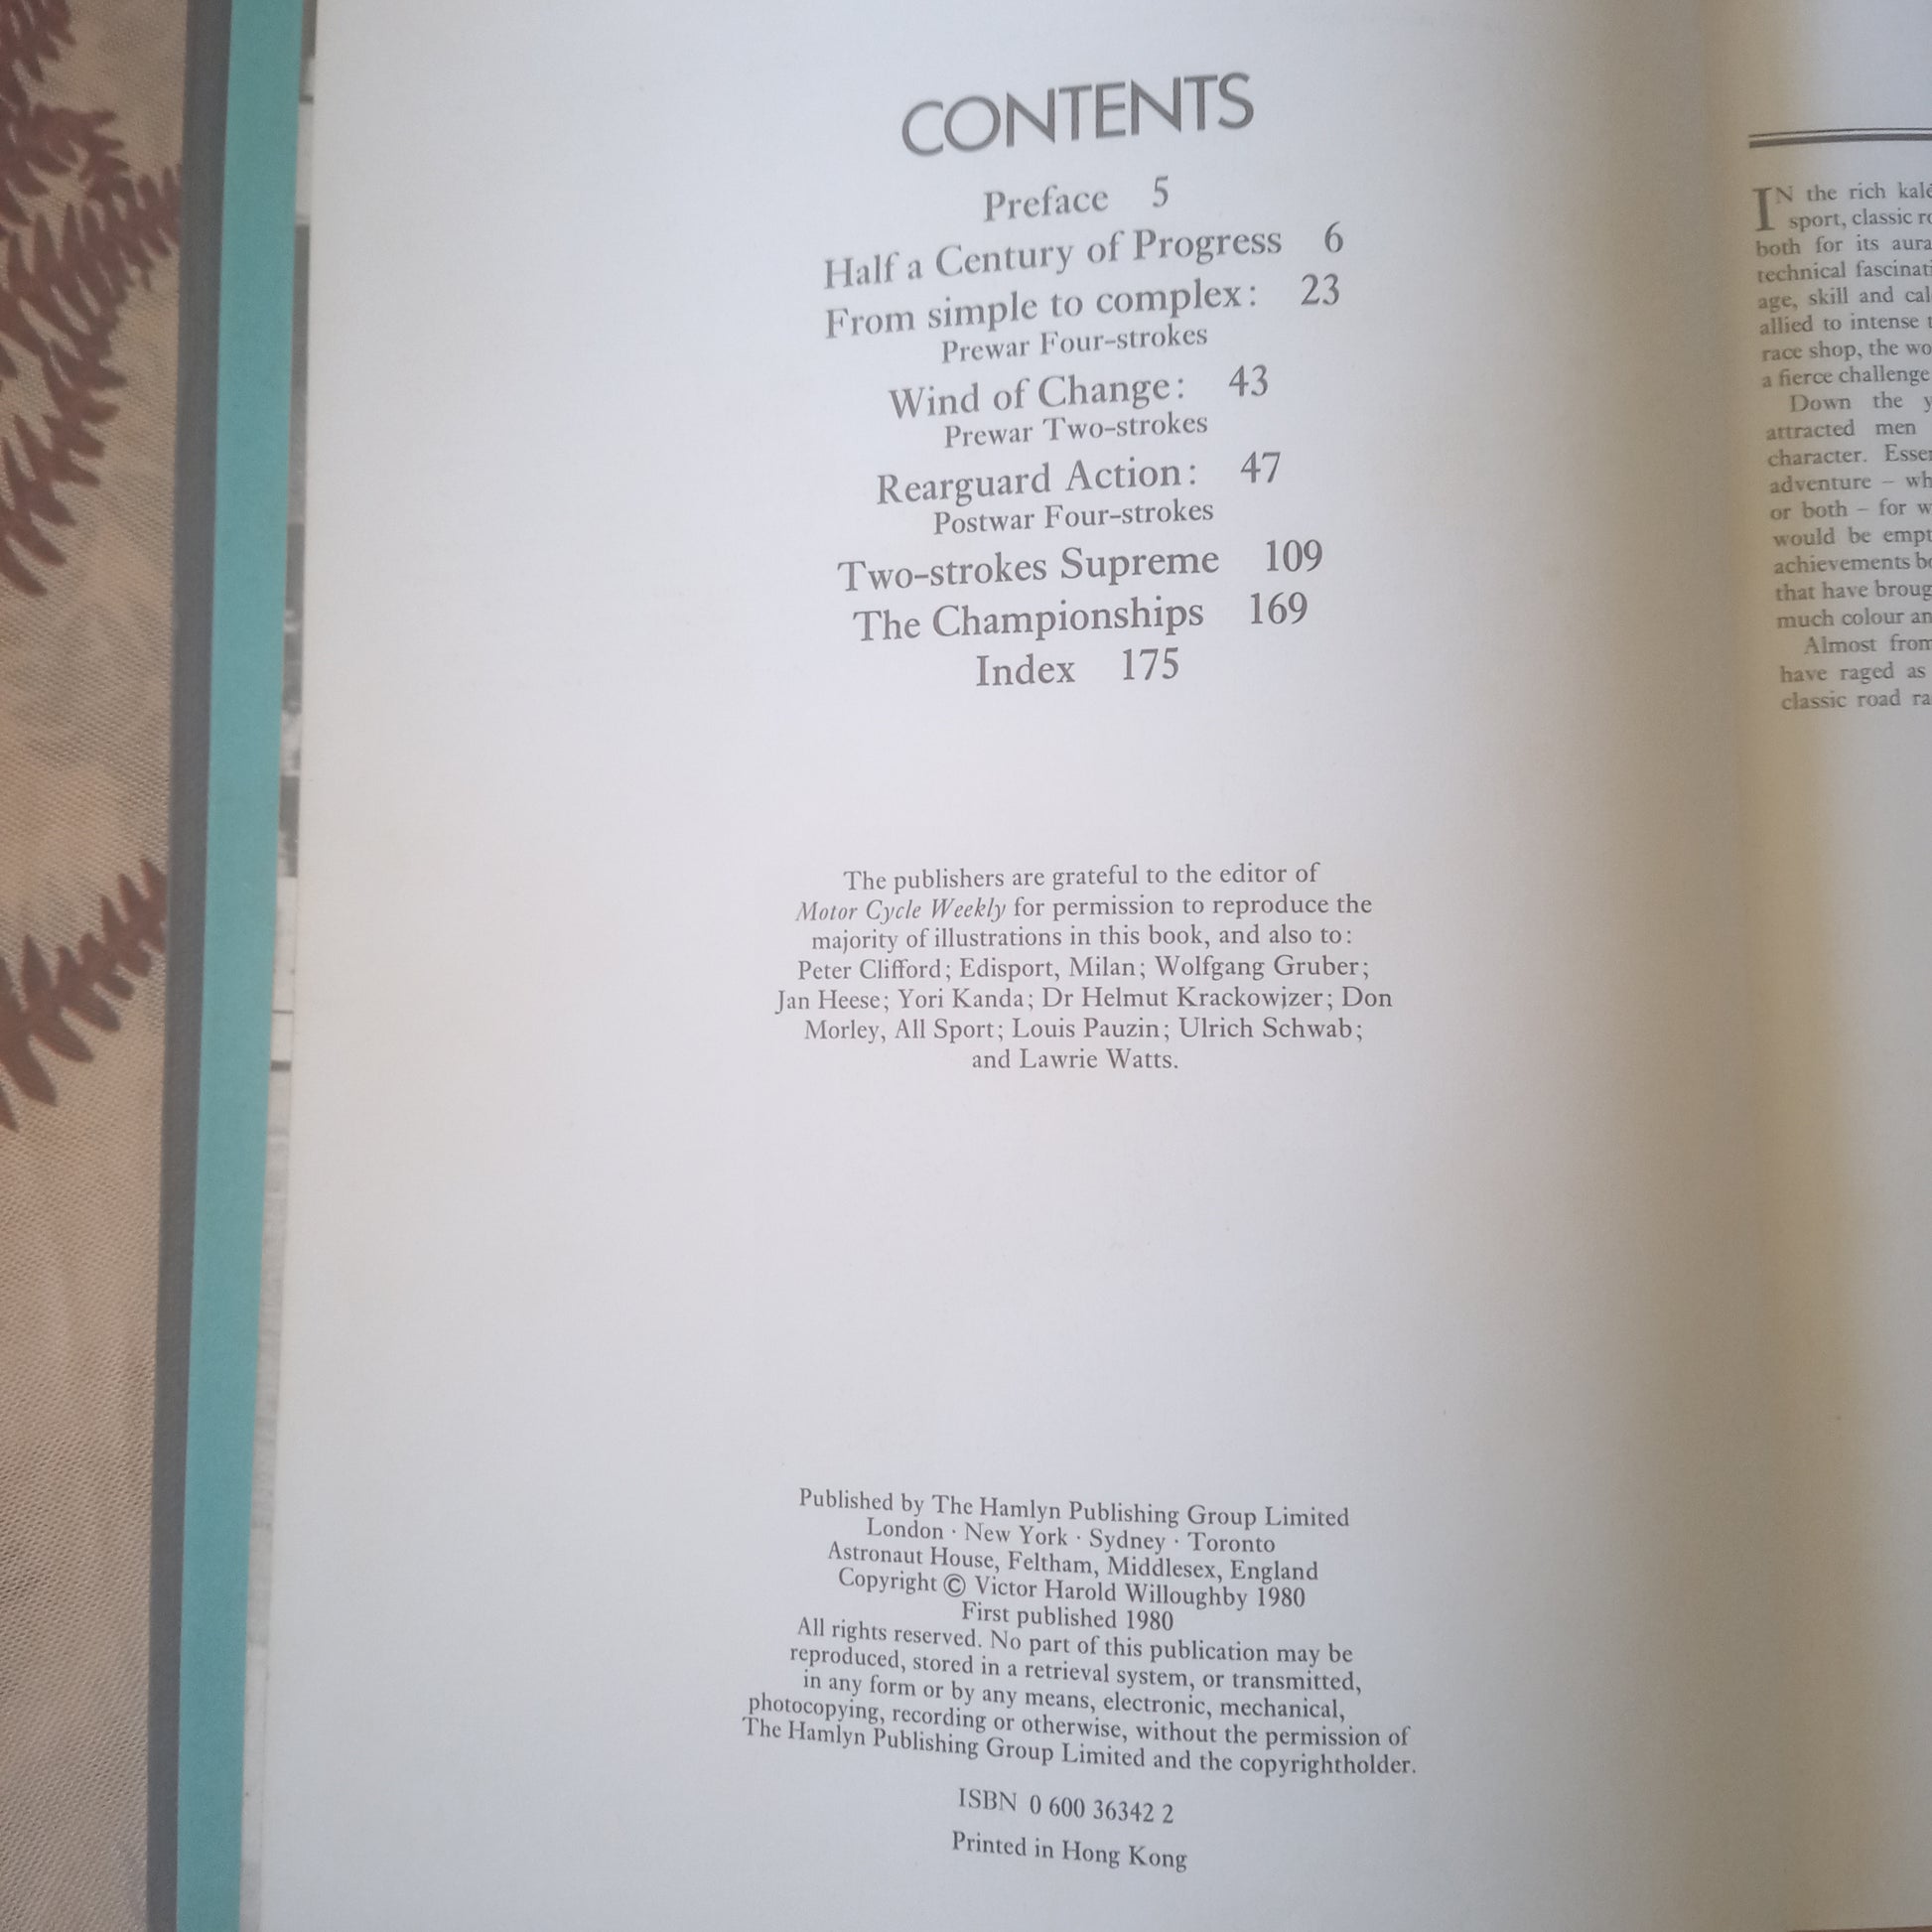 CONTENTS
Preface 5
Half a Century of Progress 6
From simple to complex: 23
Prewar Four-strokes
Wind of Change: 43
Prewar Two-strokes
Rearguard Action: 47
Postwar Four-strokes
Two-strokes Supreme 109
The Championships 169
Index 175
The publishers are grateful to the editor of
Motor Cycle Weekly for permission to reproduce the
majority of illustrations in this book, and also to:
Peter Clifford; Edisport, Milan; Wolfgang Gruber;
Jan Heese; Yori Kanda; Dr Helmut Krackowjzer; Don
Morley, All Sport; Louis Pauzin; Ulrich Schwab;
and Lawrie Watts.
Published by The Hamlyn Publishing Group Limited
London · New York · Sydney · Toronto
Astronaut House, Feltham, Middlesex, England
Copyright © Victor Harold Willoughby 1980
First published 1980
All rights reserved. No part of this publication may be
reproduced, stored in a retrieval system, or transmitted,
in any form or by any means, electronic, mechanical,
photocopying, recording or otherwise, without the permission of
The Hamlyn Publishing Group Limited and the copyrightholder.
ISBN 0 600 36342 2
Printed in Hong Kong
IN the rich
sport, classic
both for its aura
technical
age, skill and
allied to intense
race shop, the
a fierce challenge
Down the
attracted men
character.
adventure –
or both – for
would be
achievements
that have
much colour
Almost from
have raged as
classic road